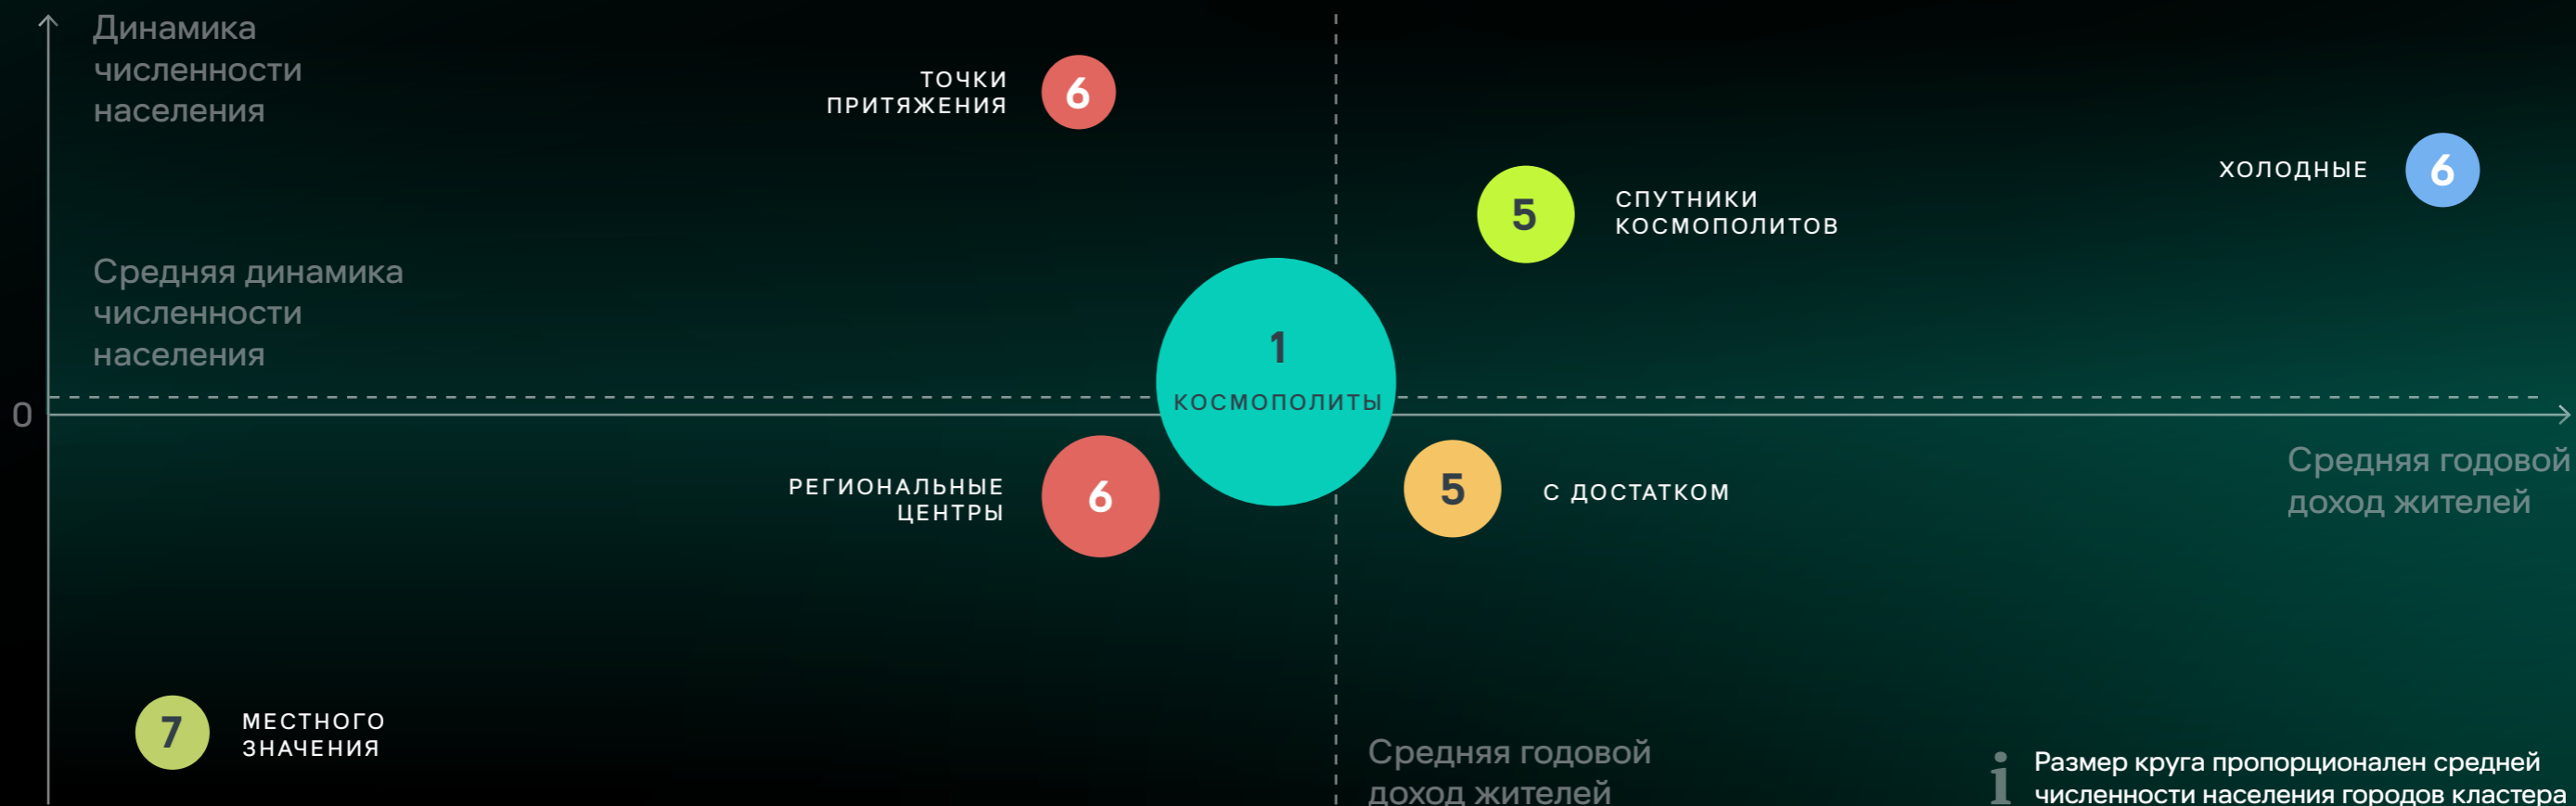 Динамика
численности
населения
ТОЧКИ
ПРИТЯЖЕНИЯ
6
ХОЛОДНЫЕ
6
5
СПУТНИКИ
КОСМОПОЛИТОВ
Средняя динамика
численности
населения
1
КОСМОПОЛИТЫ
0
Средняя годовой
доход жителей
РЕГИОНАЛЬНЫЕ
ЦЕНТРЫ
6
5
С ДОСТАТКОМ
7
МЕСТНОГО
ЗНАЧЕНИЯ
Средняя годовой
доход жителей
i
Размер круга пропорционален средней
численности населения городов кластера